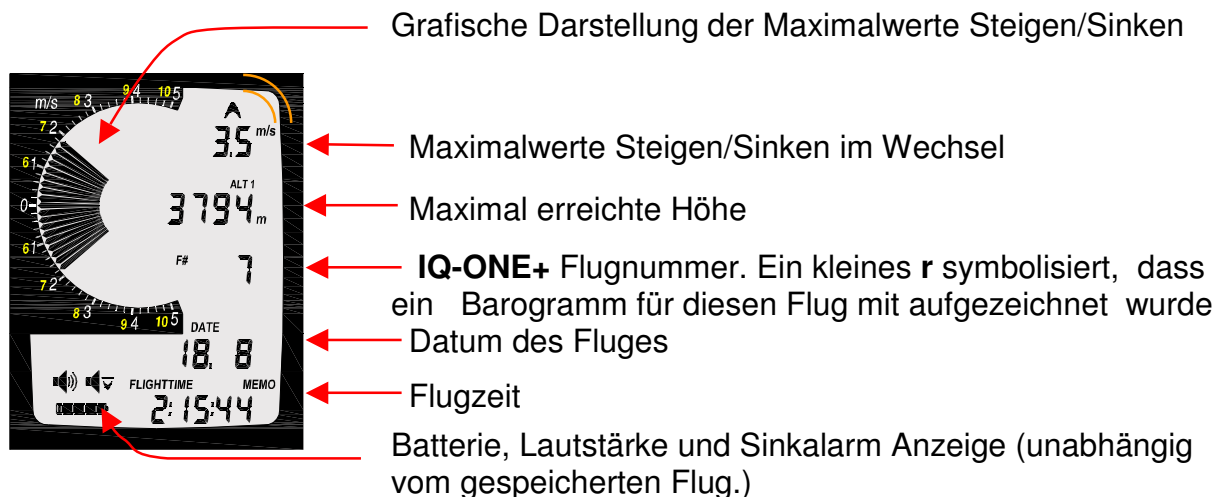 Grafische Darstellung der Maximalwerte Steigen/Sinken
m/s 8 3 9 4 10 5
7 2
6 1
0
6 1
7 2
8 3 9 4 10 5
3.5 m/s
Maximalwerte Steigen/Sinken im Wechsel
ALT 1
3794 m
Maximal erreichte Höhe
F# 7
IQ-ONE+ Flugnummer. Ein kleines r symbolisiert, dass
ein Barogramm für diesen Flug mit aufgezeichnet wurde
DATE
18. 8
Datum des Fluges
FLIGHTTIME MEMO
2:15:44
Flugzeit
Batterie, Lautstärke und Sinkalarm Anzeige (unabhängig
vom gespeicherten Flug.)